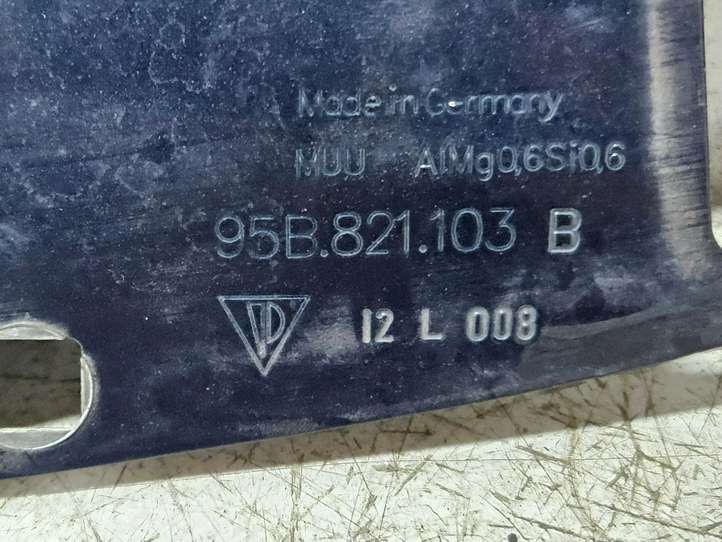 Made in Germany
MUU AlMg0,6Si0,6
95B.821.103 B
12 L 008